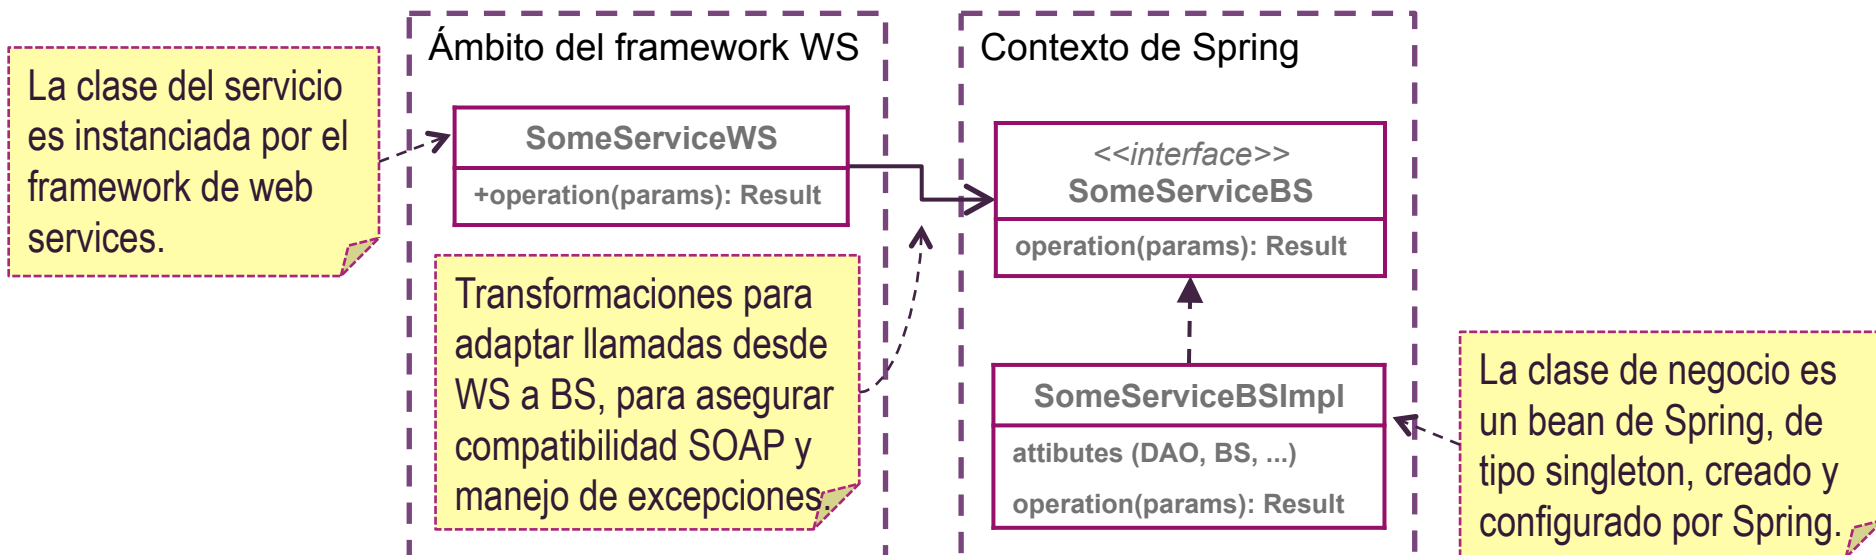 La clase del servicio
es instanciada por el
framework de web
services.
Ámbito del framework WS
SomeServiceWS
+operation(params): Result
Transformaciones para
adaptar llamadas desde
WS a BS, para asegurar
compatibilidad SOAP y
manejo de excepciones.
Contexto de Spring
<<interface>>
SomeServiceBS
operation(params): Result
SomeServiceBSImpl
attibutes (DAO, BS, ...)
operation(params): Result
La clase de negocio es
un bean de Spring, de
tipo singleton, creado y
configurado por Spring.